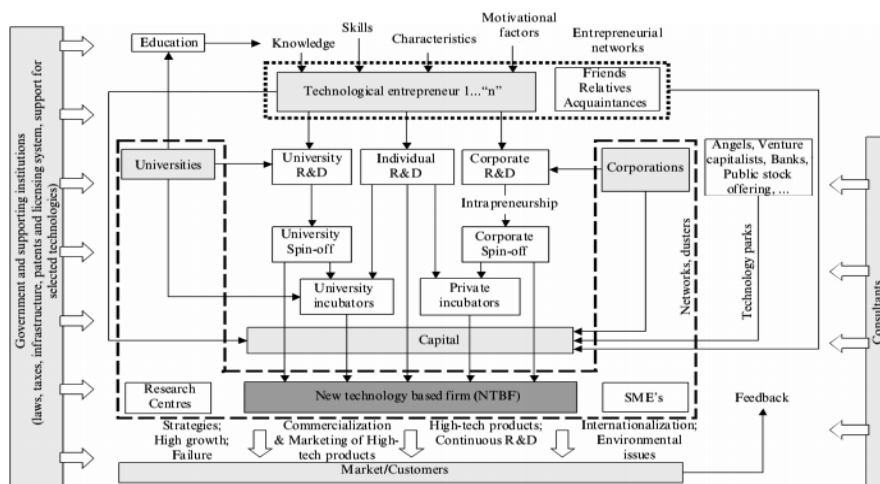 Government and supporting institutions
(laws, taxes, infrastructure, patents and licensing system, support for
selected technologies)
Education
Knowledge
Skills
Characteristics
Motivational
factors
Entrepreneurial
networks
Technological entrepreneur 1..."n"
Friends
Relatives
Acquaintances
Universities
University
R&D
Individual
R&D
Corporate
R&D
Corporations
Angels, Venture
capitalists, Banks,
Public stock
offering, ...
Intrapreneurship
University
Spin-off
Corporate
Spin-off
University
incubators
Private
incubators
Networks, dusters
Technology parks
Consultants
Capital
Research
Centres
New technology based firm (NTBF)
SME's
Feedback
Strategies;
High growth;
Failure
Commercialization
& Marketing of High-
tech products
High-tech products;
Continuous R&D
Internationalization;
Environmental
issues
Market/Customers